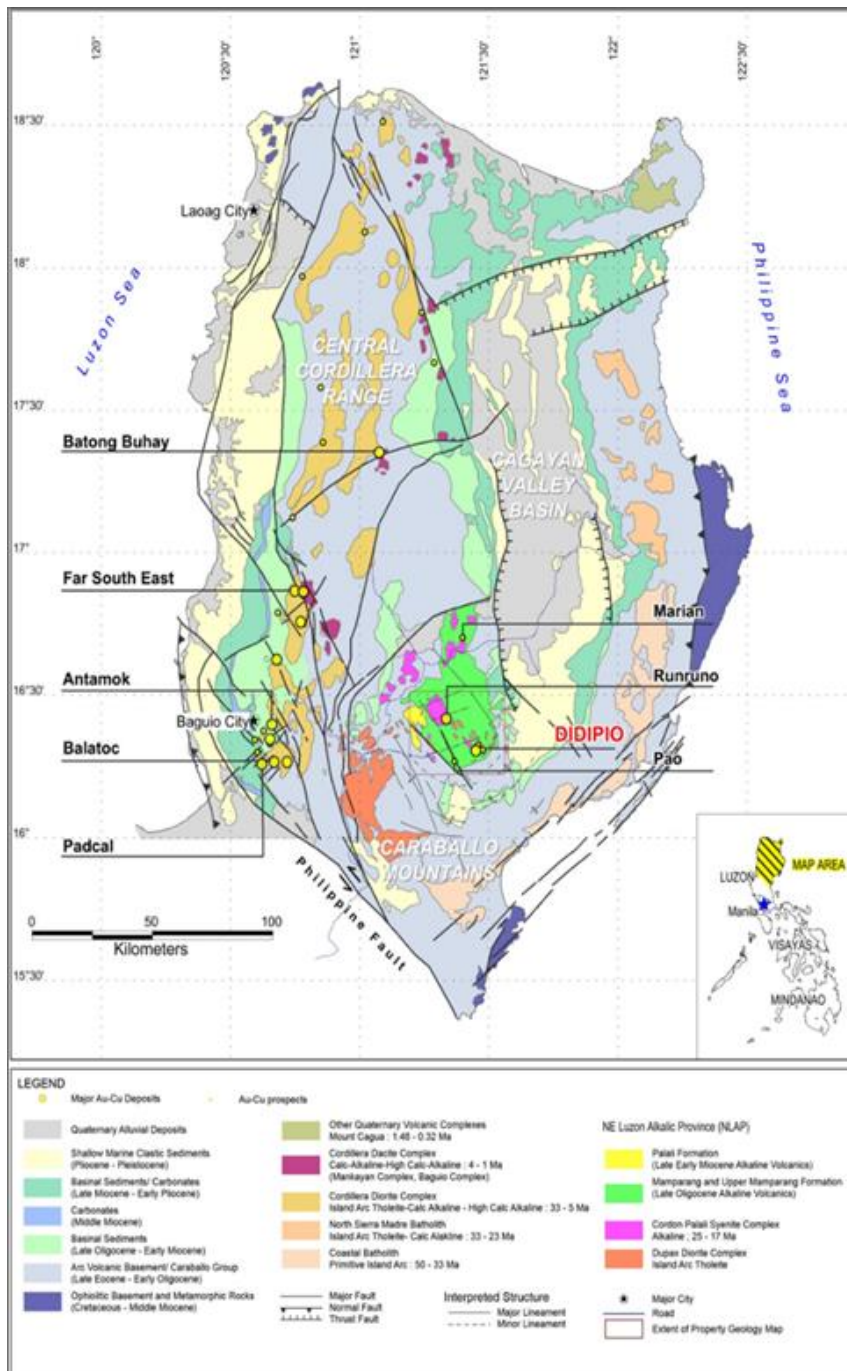 120°
120°30'
121°
121°30'
122°
122°30'
18°30'
Laoag City
18°
Luzon Sea
Philippine Sea
CENTRAL
CORDILLERA
RANGE
17°30'
Batong Buhay
CAGAYAN
VALLEY
BASIN
17°
Far South East
Marian
Antamok
16°30'
Runruno
Baguio City
DIDIPIO
Balatoc
Pao
16°
Padcal
CARABALLO
MOUNTAINS
Philippine Fault
0 50 100
Kilometers
15°30'
MAP AREA
LUZON
Manila
VISAYAS
MINDANAO
LEGEND
Major Au-Cu Deposits
Au-Cu prospects
Quaternary Alluvial Deposits
Shallow Marine Clastic Sediments
(Pliocene - Pleistocene)
Basinal Sediments/ Carbonates
(Late Miocene - Early Pliocene)
Carbonates
(Middle Miocene)
Basinal Sediments
(Late Oligocene - Early Miocene)
Arc Volcanic Basement/ Caraballo Group
(Late Eocene - Early Oligocene)
Ophiolitic Basement and Metamorphic Rocks
(Cretaceous - Middle Miocene)
Other Quaternary Volcanic Complexes
Mount Cagua : 1.48 - 0.32 Ma
Cordillera Dacite Complex
Calc-Alkaline-High Calc-Alkaline : 4 - 1 Ma
(Mankayan Complex, Baguio Complex)
Cordillera Diorite Complex
Island Arc Tholeite-Calc Alkaline - High Calc Alkaline : 33 - 5 Ma
North Sierra Madre Batholith
Island Arc Tholeite- Calc Alakline : 33 - 23 Ma
Coastal Batholith
Primitive Island Arc : 50 - 33 Ma
Major Fault
Normal Fault
Thrust Fault
Interpreted Structure
Major Lineament
Minor Lineament
NE Luzon Alkalic Province (NLAP)
Palali Formation
(Late Early Miocene Alkaline Volcanics)
Mamparang and Upper Mamparang Formation
(Late Oligocene Alkaline Volcanics)
Cordon Palali Syenite Complex
Alkaline ; 25 - 17 Ma
Dupax Diorite Complex
Island Arc Tholeite
Major City
Road
Extent of Property Geology Map